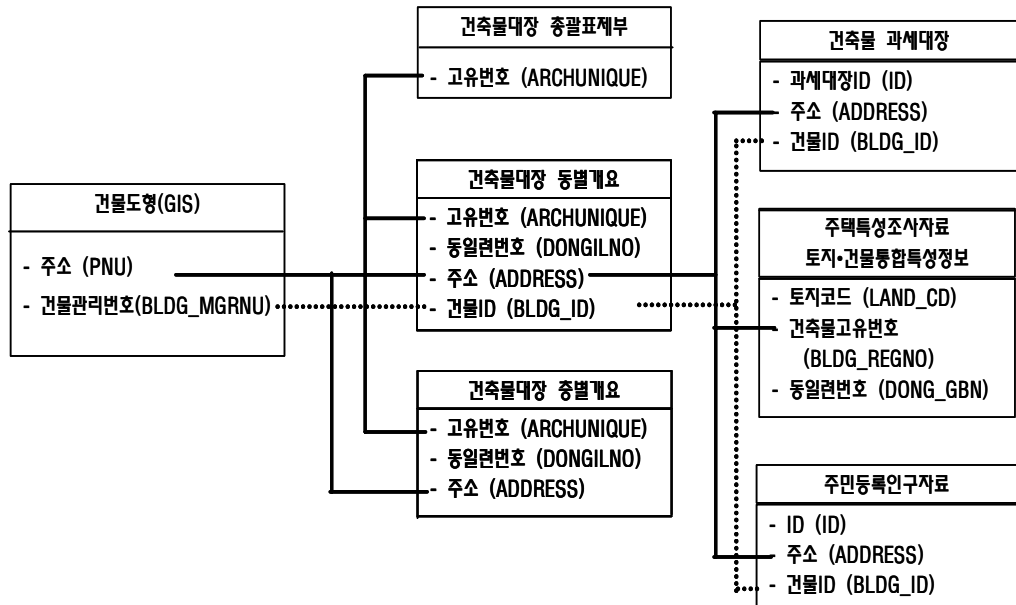 건물도형(GIS)
- 주소 (PNU)
- 건물관리번호(BLDG_MGRNU)
건축물대장 총괄표제부
- 고유번호 (ARCHUNIQUE)
건축물대장 동별개요
- 고유번호 (ARCHUNIQUE)
- 동일련번호 (DONGILNO)
- 주소 (ADDRESS)
- 건물ID (BLDG_ID)
건축물대장 층별개요
- 고유번호 (ARCHUNIQUE)
- 동일련번호 (DONGILNO)
- 주소 (ADDRESS)
건축물 과세대장
- 과세대장ID (ID)
- 주소 (ADDRESS)
- 건물ID (BLDG_ID)
주택특성조사자료
토지•건물통합특성정보
- 토지코드 (LAND_CD)
- 건축물고유번호
(BLDG_REGNO)
- 동일련번호 (DONG_GBN)
주민등록인구자료
- ID (ID)
- 주소 (ADDRESS)
- 건물ID (BLDG_ID)